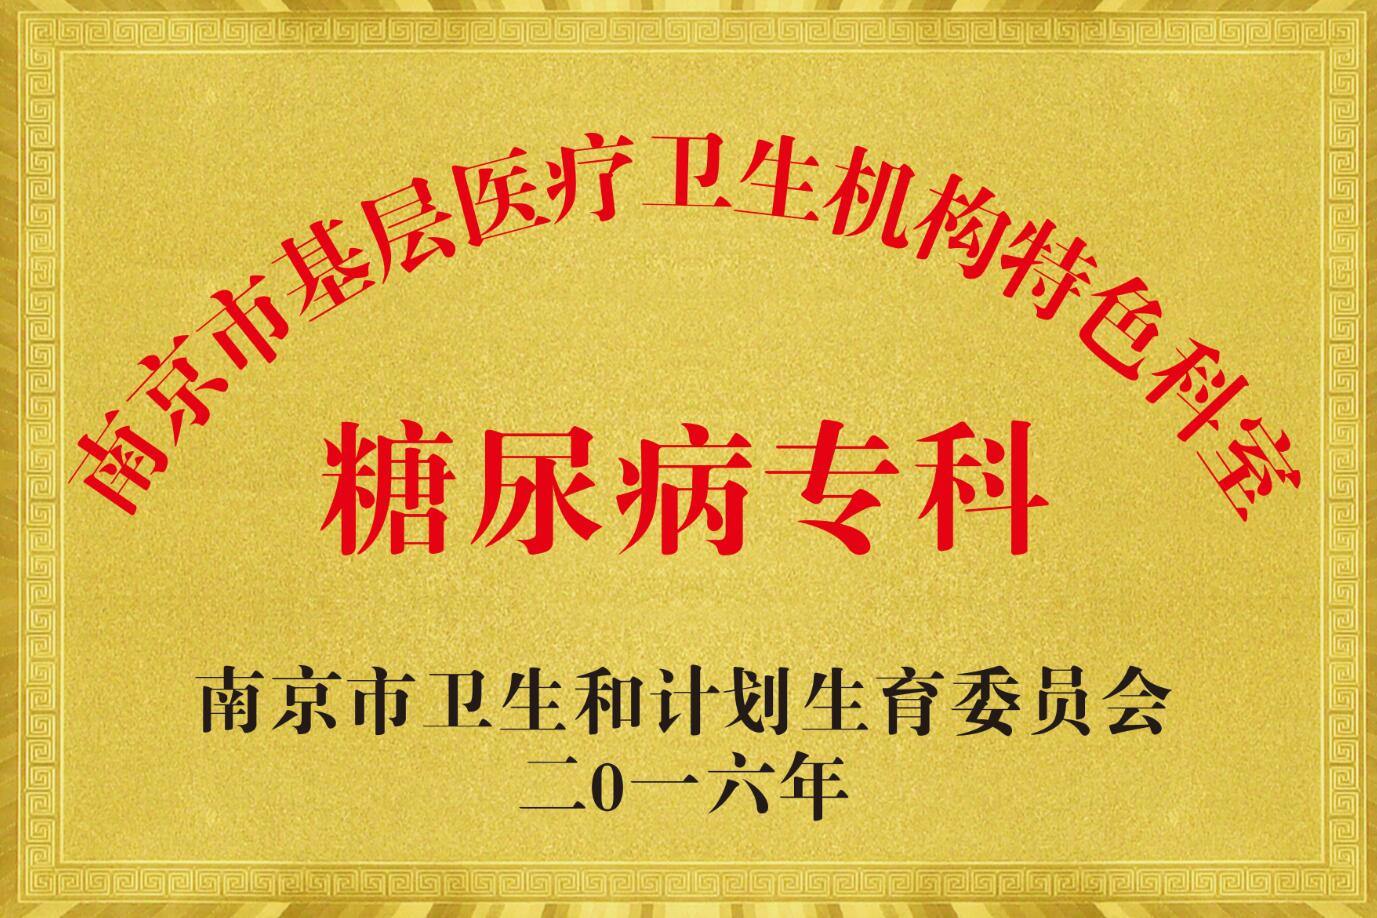 南京市基层医疗卫生机构特色科室
糖尿病专科
南京市卫生和计划生育委员会
二0一六年